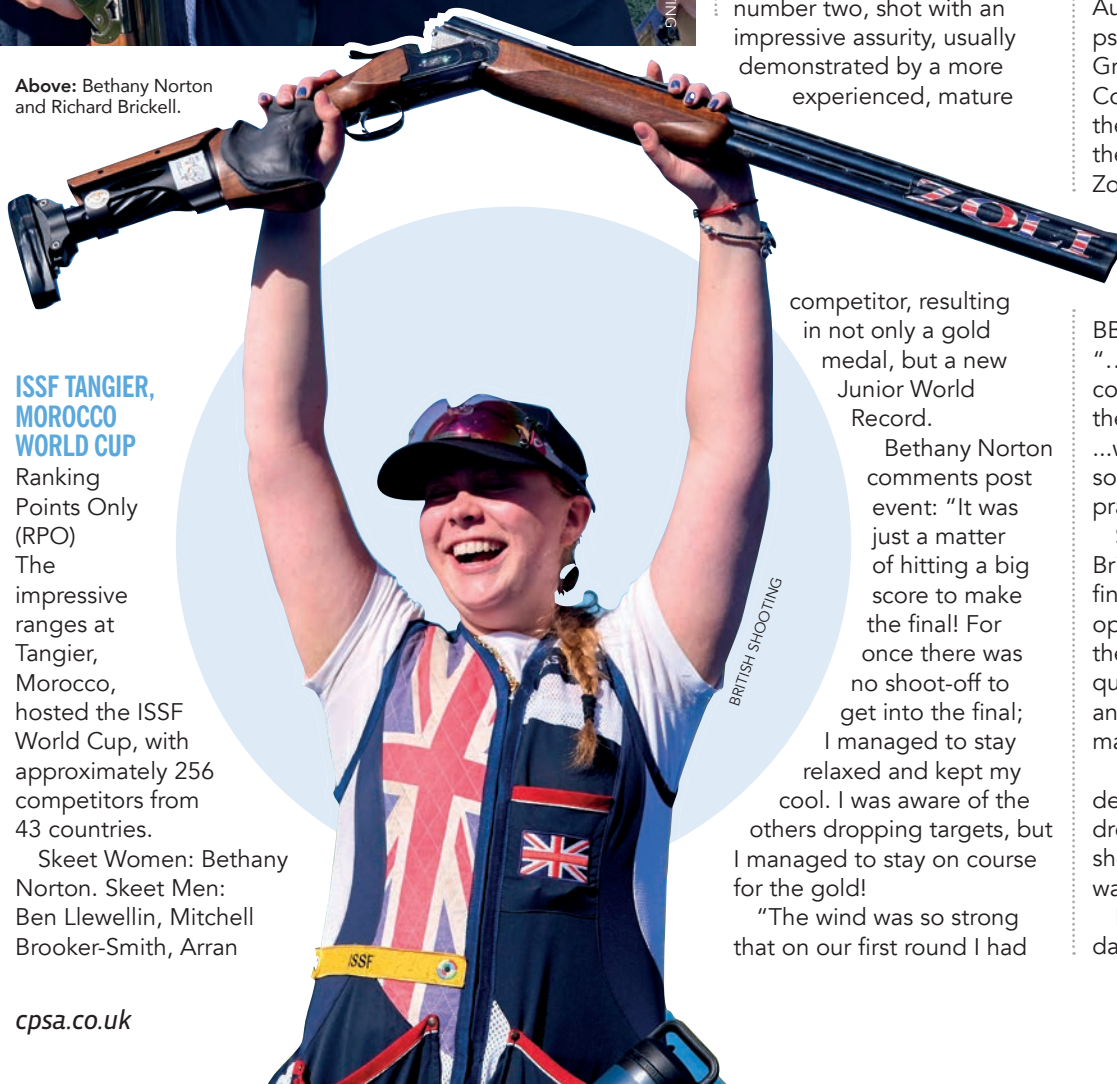 Above: Bethany Norton
and Richard Brickell.
ZOLI
ISSF TANGIER,
MOROCCO
WORLD CUP
Ranking
Points Only
(RPO)
The
impressive
ranges at
Tangier,
Morocco,
hosted the ISSF
World Cup, with
approximately 256
competitors from
43 countries.
Skeet Women: Bethany
Norton. Skeet Men:
Ben Llewellin, Mitchell
Brooker-Smith, Arran
ISSF
BRITISH SHOOTING
number two, shot with an
impressive assurity, usually
demonstrated by a more
experienced, mature
competitor, resulting
in not only a gold
medal, but a new
Junior World
Record.
Bethany Norton
comments post
event: “It was
just a matter
of hitting a big
score to make
the final! For
once there was
no shoot-off to
get into the final;
I managed to stay
relaxed and kept my
cool. I was aware of the
others dropping targets, but
I managed to stay on course
for the gold!
“The wind was so strong
that on our first round I had
cpsa.co.uk